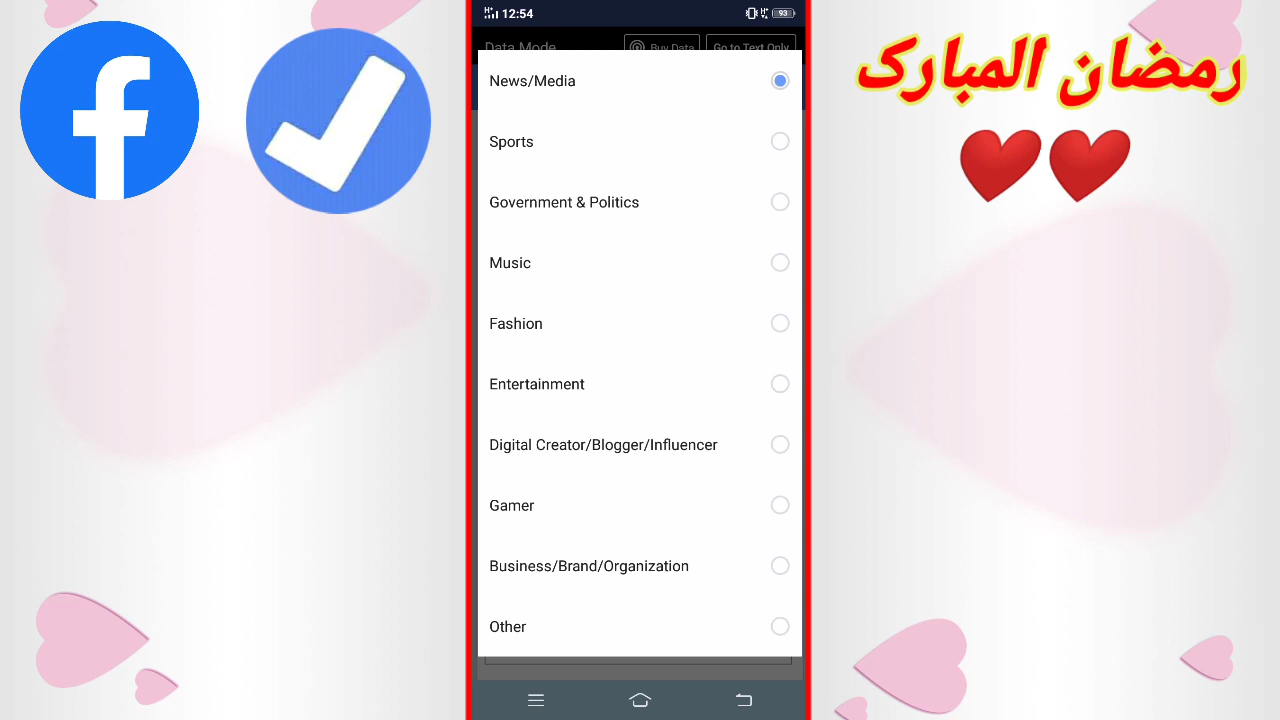 H+ 12:54 H+ 93
Data Mode Buy Data Go to Text Only
News/Media
Sports
Government & Politics
Music
Fashion
Entertainment
Digital Creator/Blogger/Influencer
Gamer
Business/Brand/Organization
Other
رمضان المبارک